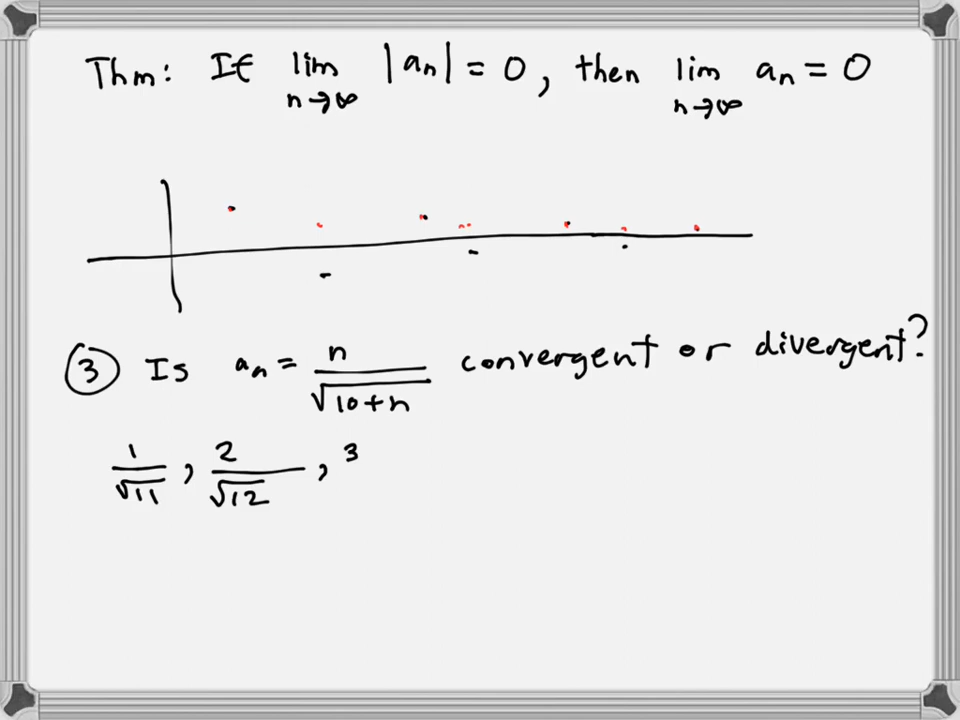 Thm: If lim n→∞ |aₙ| = 0, then lim n→∞ aₙ = 0
③ Is aₙ = n/√(10+n) convergent or divergent?
1/√11, 2/√12, 3